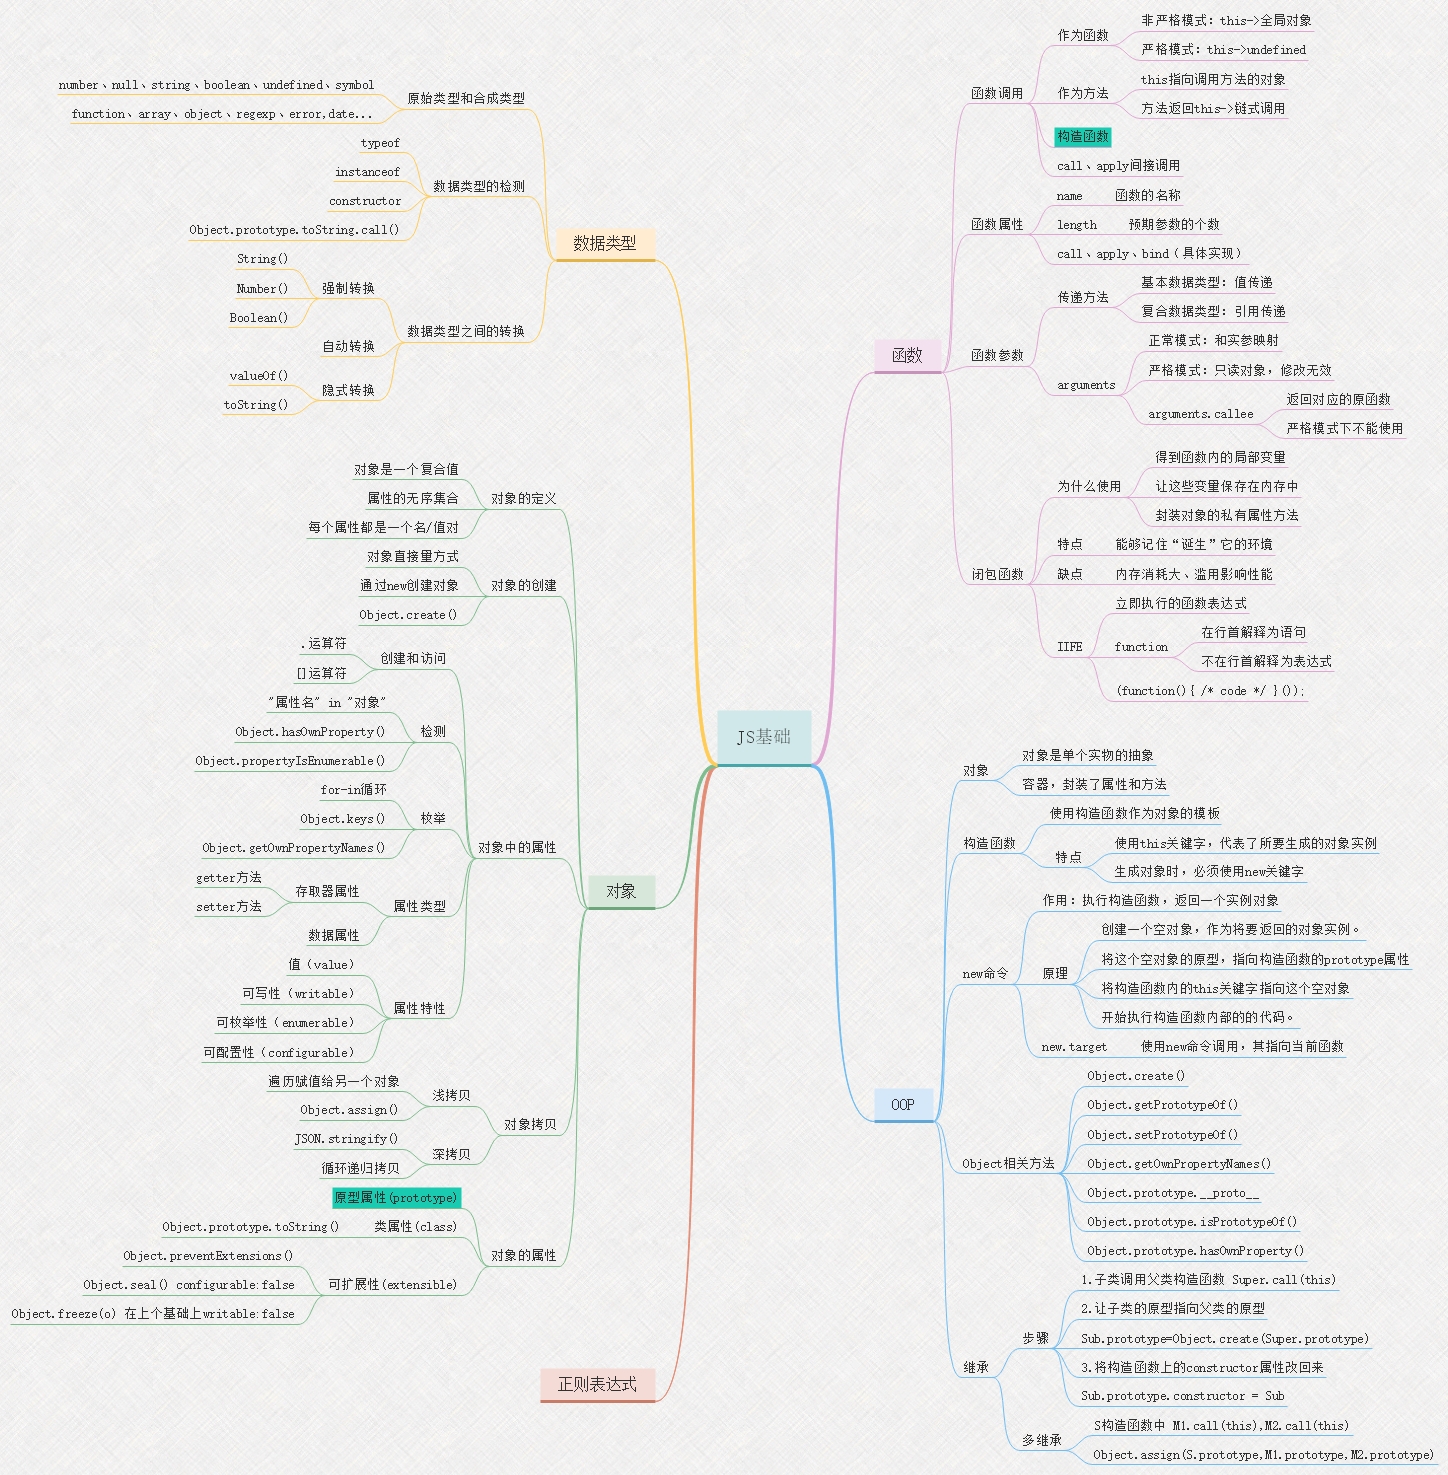 JS基础
数据类型
原始类型和合成类型
number、null、string、boolean、undefined、symbol
function、array、object、regexp、error,date...
数据类型的检测
typeof
instanceof
constructor
Object.prototype.toString.call()
数据类型之间的转换
强制转换
String()
Number()
Boolean()
自动转换
隐式转换
valueOf()
toString()
对象
对象的定义
对象是一个复合值
属性的无序集合
每个属性都是一个名/值对
对象的创建
对象直接量方式
通过new创建对象
Object.create()
对象中的属性
创建和访问
.运算符
[]运算符
检测
"属性名" in "对象"
Object.hasOwnProperty()
Object.propertyIsEnumerable()
枚举
for-in循环
Object.keys()
Object.getOwnPropertyNames()
属性类型
存取器属性
getter方法
setter方法
数据属性
属性特性
值（value）
可写性（writable）
可枚举性（enumerable）
可配置性（configurable）
对象拷贝
浅拷贝
遍历赋值给另一个对象
Object.assign()
深拷贝
JSON.stringify()
循环递归拷贝
对象的属性
原型属性(prototype)
类属性(class)
Object.prototype.toString()
可扩展性(extensible)
Object.preventExtensions()
Object.seal() configurable:false
Object.freeze(o) 在上个基础上writable:false
正则表达式
函数
函数调用
作为函数
非严格模式：this->全局对象
严格模式：this->undefined
作为方法
this指向调用方法的对象
方法返回this->链式调用
构造函数
call、apply间接调用
函数属性
name 函数的名称
length 预期参数的个数
call、apply、bind（具体实现）
函数参数
传递方法
基本数据类型：值传递
复合数据类型：引用传递
arguments
正常模式：和实参映射
严格模式：只读对象，修改无效
arguments.callee
返回对应的原函数
严格模式下不能使用
闭包函数
为什么使用
得到函数内的局部变量
让这些变量保存在内存中
封装对象的私有属性方法
特点 能够记住“诞生”它的环境
缺点 内存消耗大、滥用影响性能
IIFE
立即执行的函数表达式
function
在行首解释为语句
不在行首解释为表达式
(function(){ /* code */ }());
OOP
对象
对象是单个实物的抽象
容器，封装了属性和方法
构造函数
使用构造函数作为对象的模板
特点
使用this关键字，代表了所要生成的对象实例
生成对象时，必须使用new关键字
new命令
作用：执行构造函数，返回一个实例对象
原理
创建一个空对象，作为将要返回的对象实例。
将这个空对象的原型，指向构造函数的prototype属性
将构造函数内的this关键字指向这个空对象
开始执行构造函数内部的的代码。
new.target 使用new命令调用，其指向当前函数
Object相关方法
Object.create()
Object.getPrototypeOf()
Object.setPrototypeOf()
Object.getOwnPropertyNames()
Object.prototype.__proto__
Object.prototype.isPrototypeOf()
Object.prototype.hasOwnProperty()
继承
步骤
1.子类调用父类构造函数 Super.call(this)
2.让子类的原型指向父类的原型
Sub.prototype=Object.create(Super.prototype)
3.将构造函数上的constructor属性改回来
Sub.prototype.constructor = Sub
多继承
S构造函数中 M1.call(this),M2.call(this)
Object.assign(S.prototype,M1.prototype,M2.prototype)